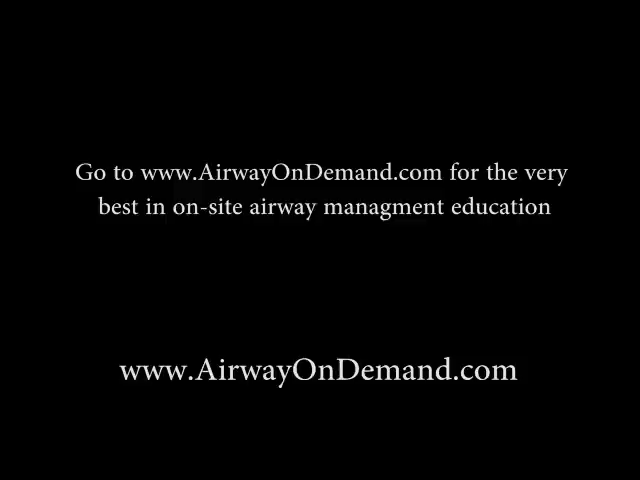 Go to www.AirwayOnDemand.com for the very
best in on-site airway managment education
www.AirwayOnDemand.com